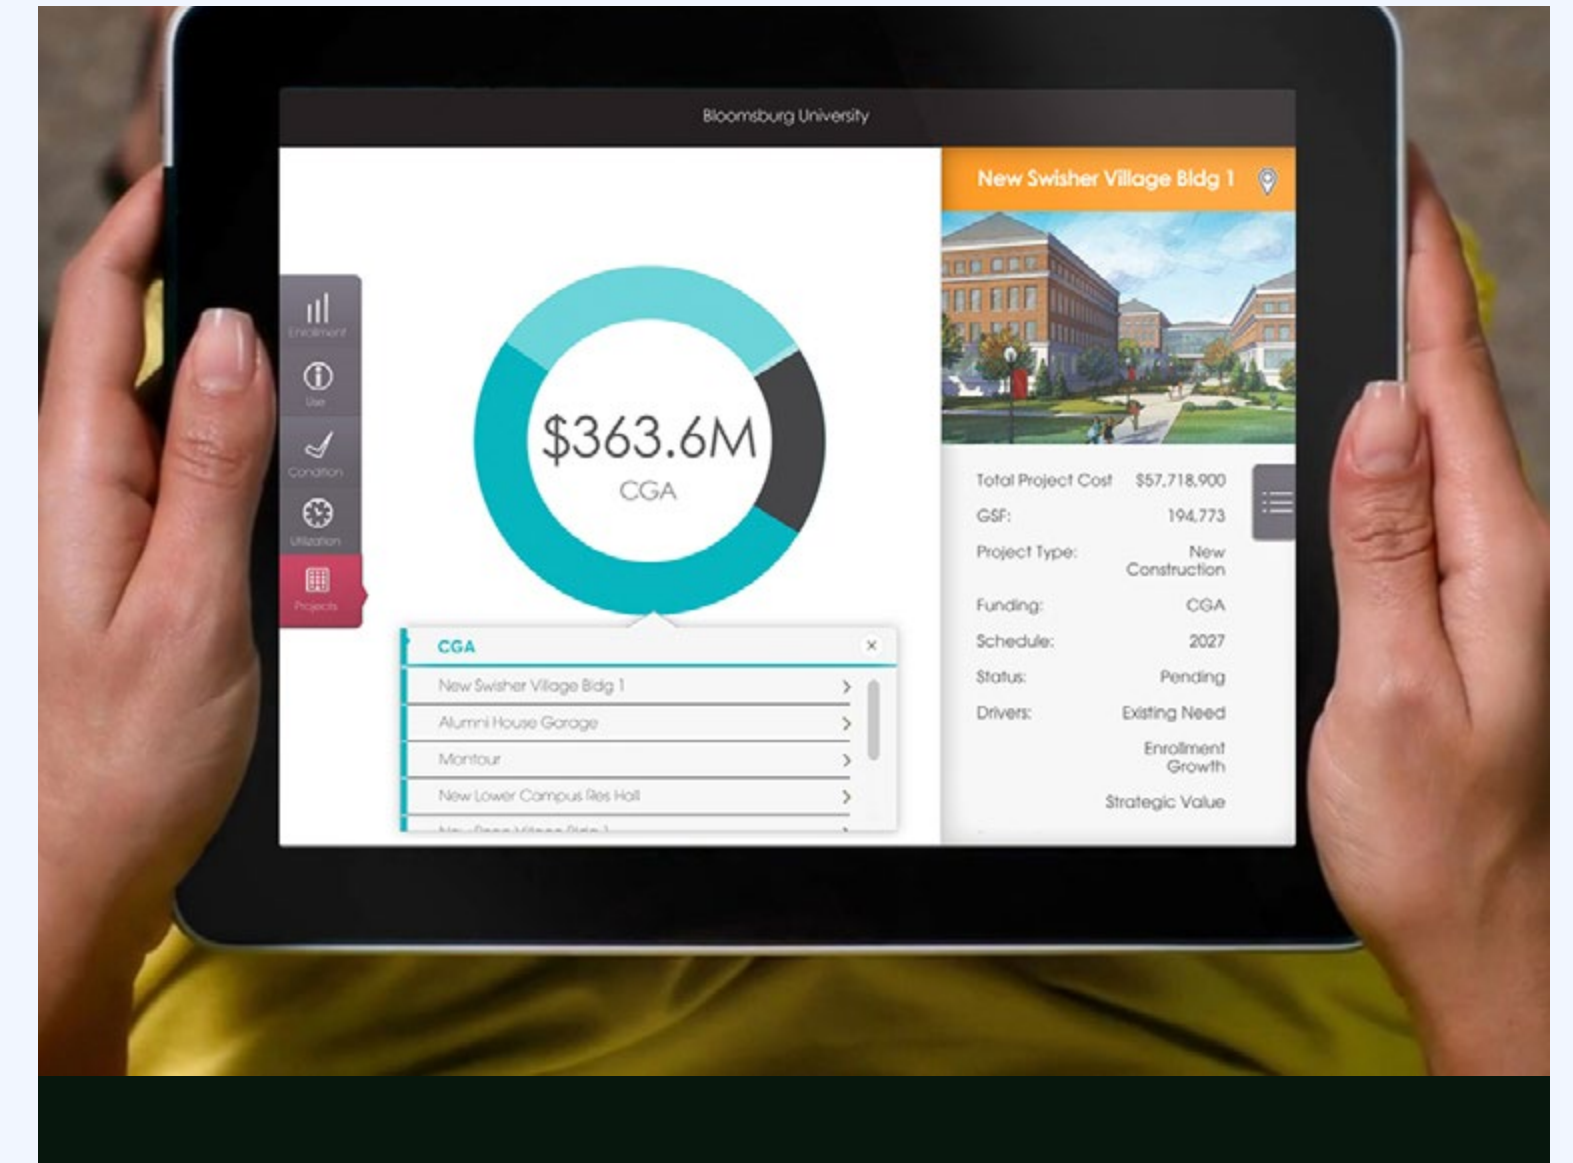 Bloomsburg University
Enrollment
Use
Condition
Utilization
Projects
$363.6M
CGA
CGA
New Swisher Village Bldg 1
Alumni House Garage
Montour
New Lower Campus Res Hall
New Swisher Village Bldg 1
Total Project Cost $57,718,900
GSF: 194,773
Project Type: New
Construction
Funding: CGA
Schedule: 2027
Status: Pending
Drivers: Existing Need
Enrollment
Growth
Strategic Value